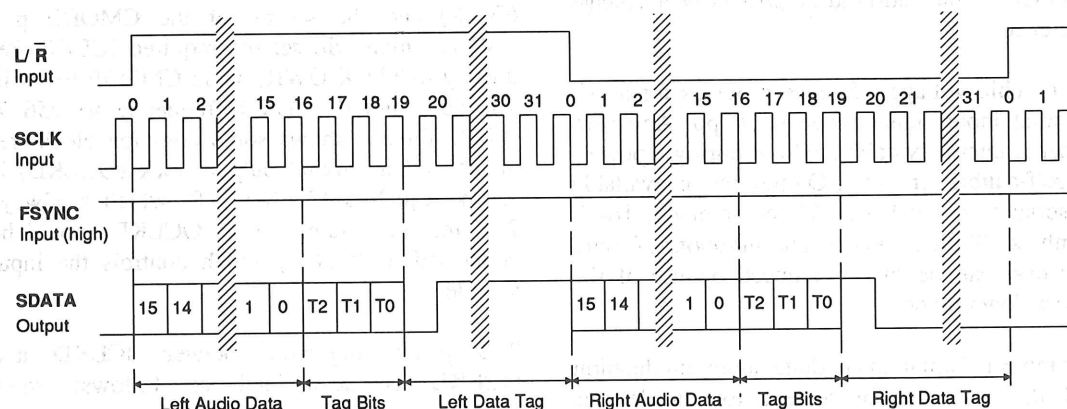 L/R̅
Input
0 1 2 15 16 17 18 19 20 30 31 0 1 2 15 16 17 18 19 20 21 31 0 1
SCLK
Input
FSYNC
Input (high)
SDATA
Output
15 14 1 0 T2 T1 T0 15 14 1 0 T2 T1 T0
Left Audio Data Tag Bits Left Data Tag Right Audio Data Tag Bits Right Data Tag